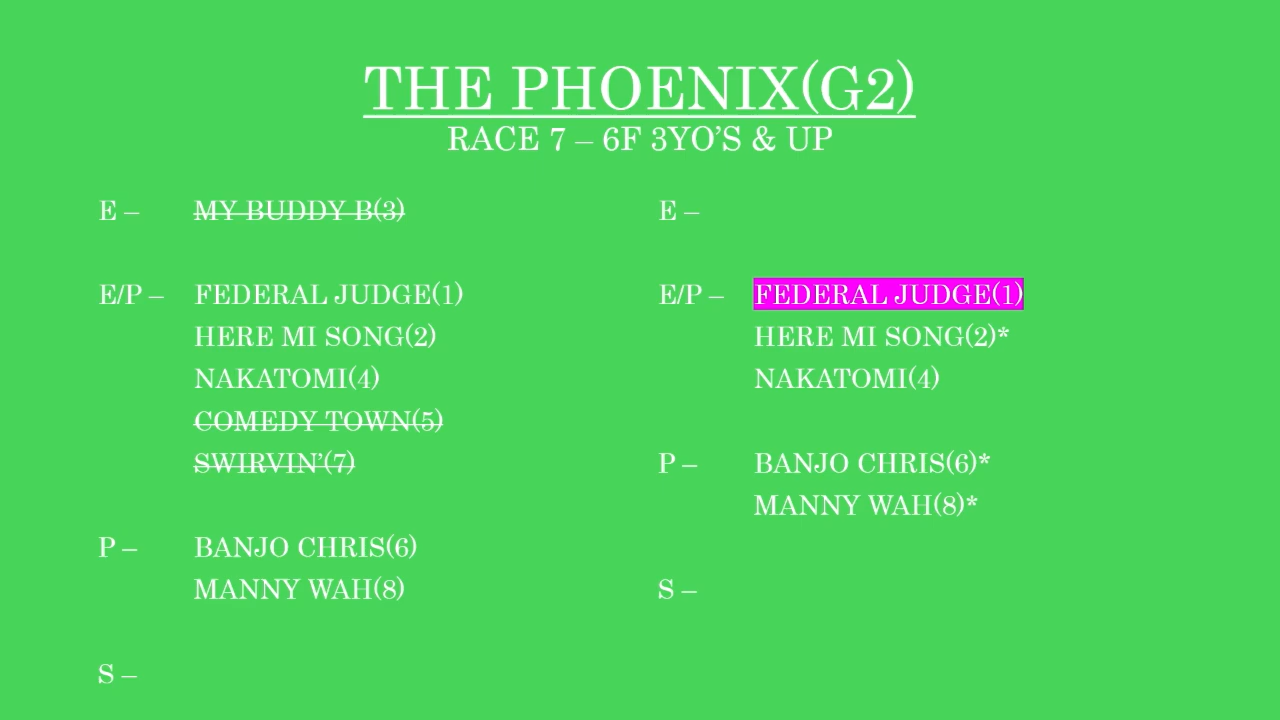 THE PHOENIX(G2)
RACE 7 – 6F 3YO’S & UP
E – MY BUDDY B(3)
E/P – FEDERAL JUDGE(1)
HERE MI SONG(2)
NAKATOMI(4)
COMEDY TOWN(5)
SWIRVIN’(7)
P – BANJO CHRIS(6)
MANNY WAH(8)
S –
E –
E/P – FEDERAL JUDGE(1)
HERE MI SONG(2)*
NAKATOMI(4)
P – BANJO CHRIS(6)*
MANNY WAH(8)*
S –